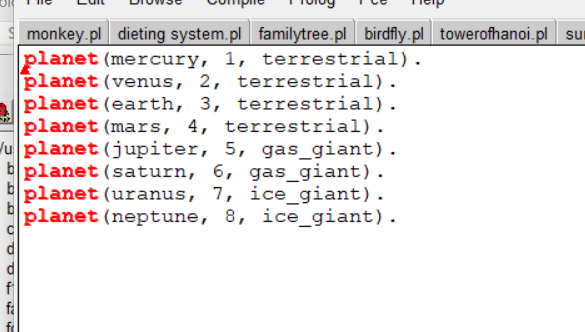 File Edit Browse Compile Prolog Pce Help
monkey.pl dieting system.pl familytree.pl birdfly.pl towerofhanoi.pl su
planet(mercury, 1, terrestrial).
planet(venus, 2, terrestrial).
planet(earth, 3, terrestrial).
planet(mars, 4, terrestrial).
planet(jupiter, 5, gas_giant).
planet(saturn, 6, gas_giant).
planet(uranus, 7, ice_giant).
planet(neptune, 8, ice_giant).